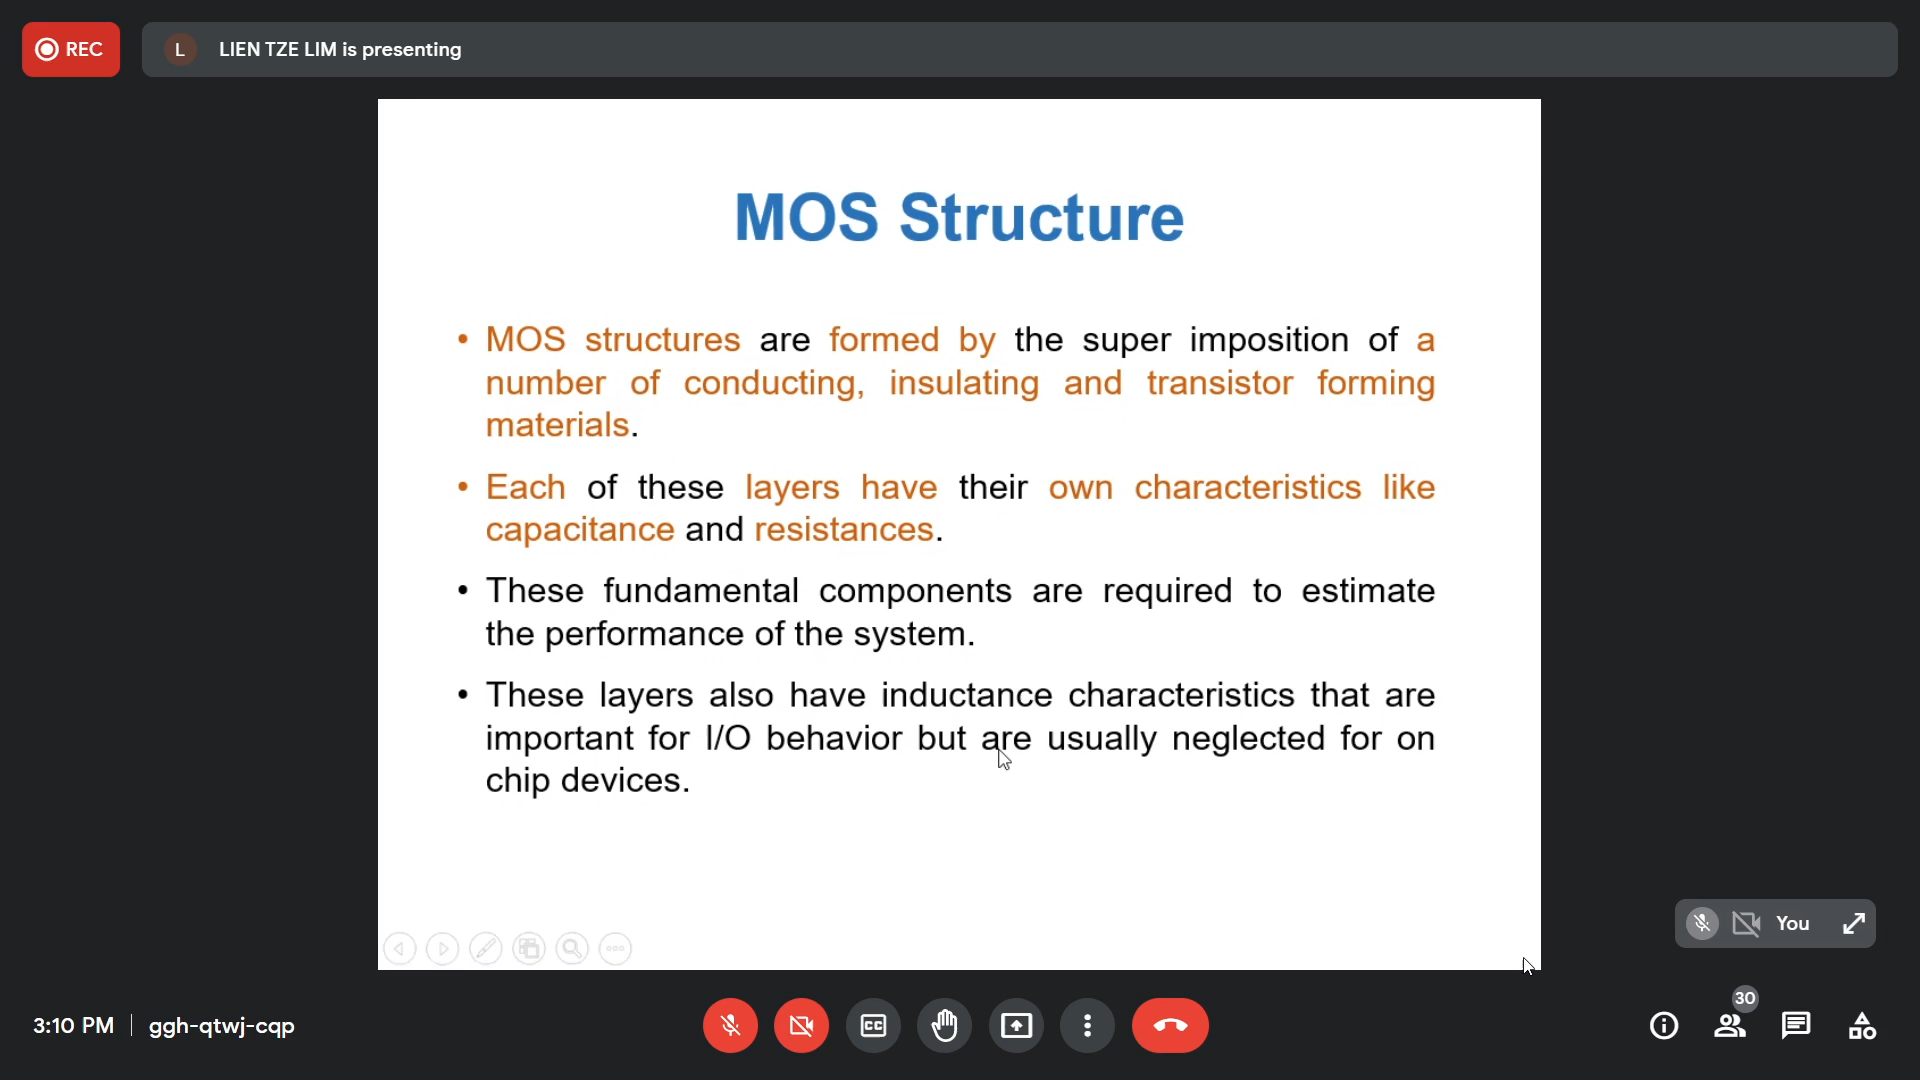 REC
L
LIEN TZE LIM is presenting
MOS Structure
• MOS structures are formed by the super imposition of a
number of conducting, insulating and transistor forming
materials.
• Each of these layers have their own characteristics like
capacitance and resistances.
• These fundamental components are required to estimate
the performance of the system.
• These layers also have inductance characteristics that are
important for I/O behavior but are usually neglected for on
chip devices.
You
3:10 PM | ggh-qtwj-cqp
CC
30